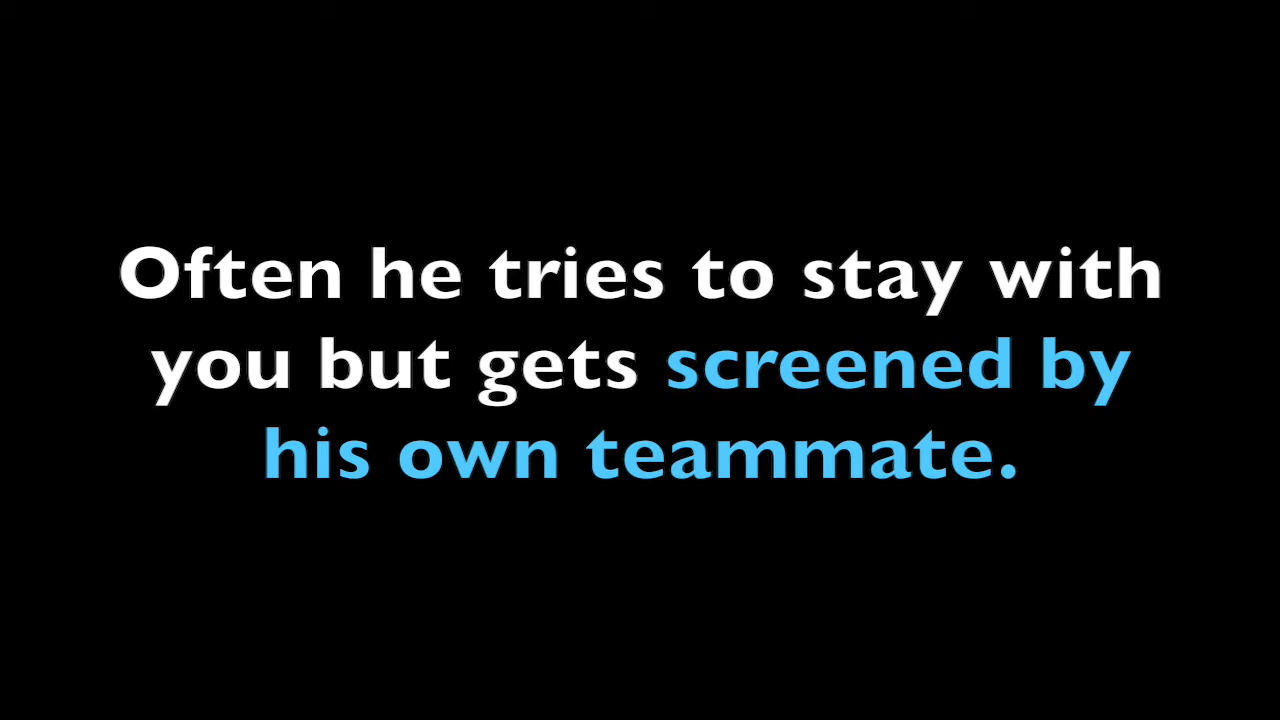 Often he tries to stay with
you but gets screened by
his own teammate.